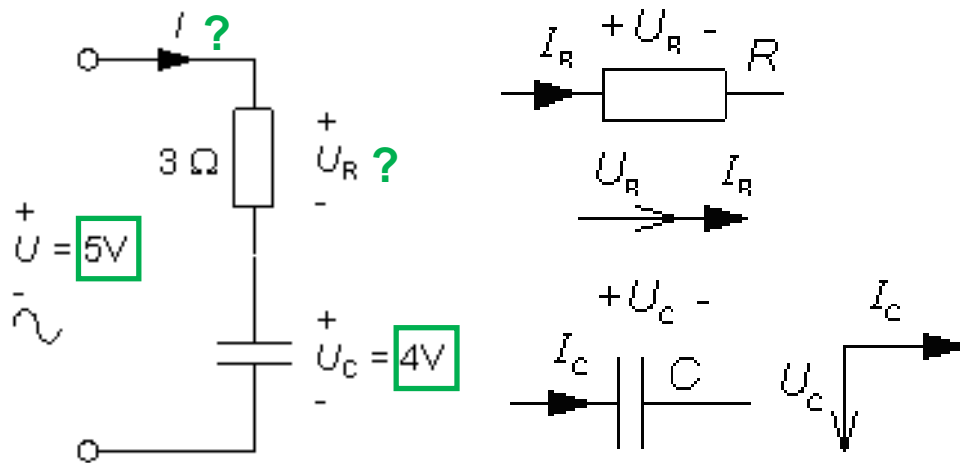 I ?
3 Ω
+
U_R ?
-
+
U = 5V
-
+
U_C = 4V
-
I_R
+ U_R -
R
U_R
I_R
+ U_C -
I_C
C
I_C
U_C